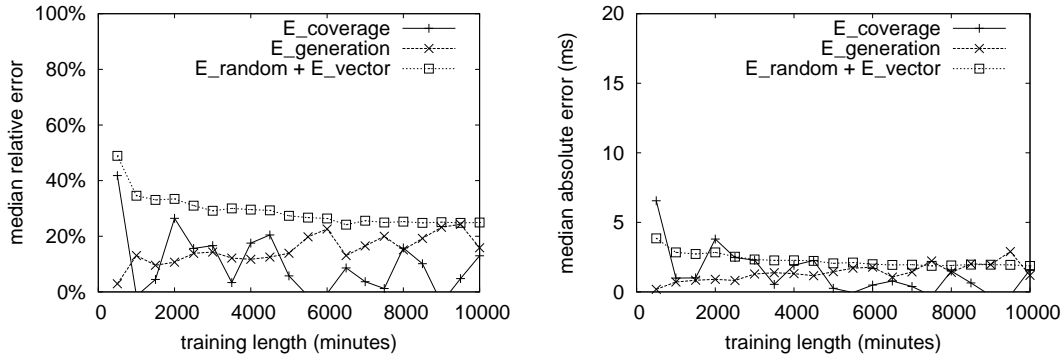 median relative error
100%
80%
60%
40%
20%
0%
E_coverage
E_generation
E_random + E_vector
0 2000 4000 6000 8000 10000
training length (minutes)
median absolute error (ms)
20
15
10
5
0
E_coverage
E_generation
E_random + E_vector
0 2000 4000 6000 8000 10000
training length (minutes)